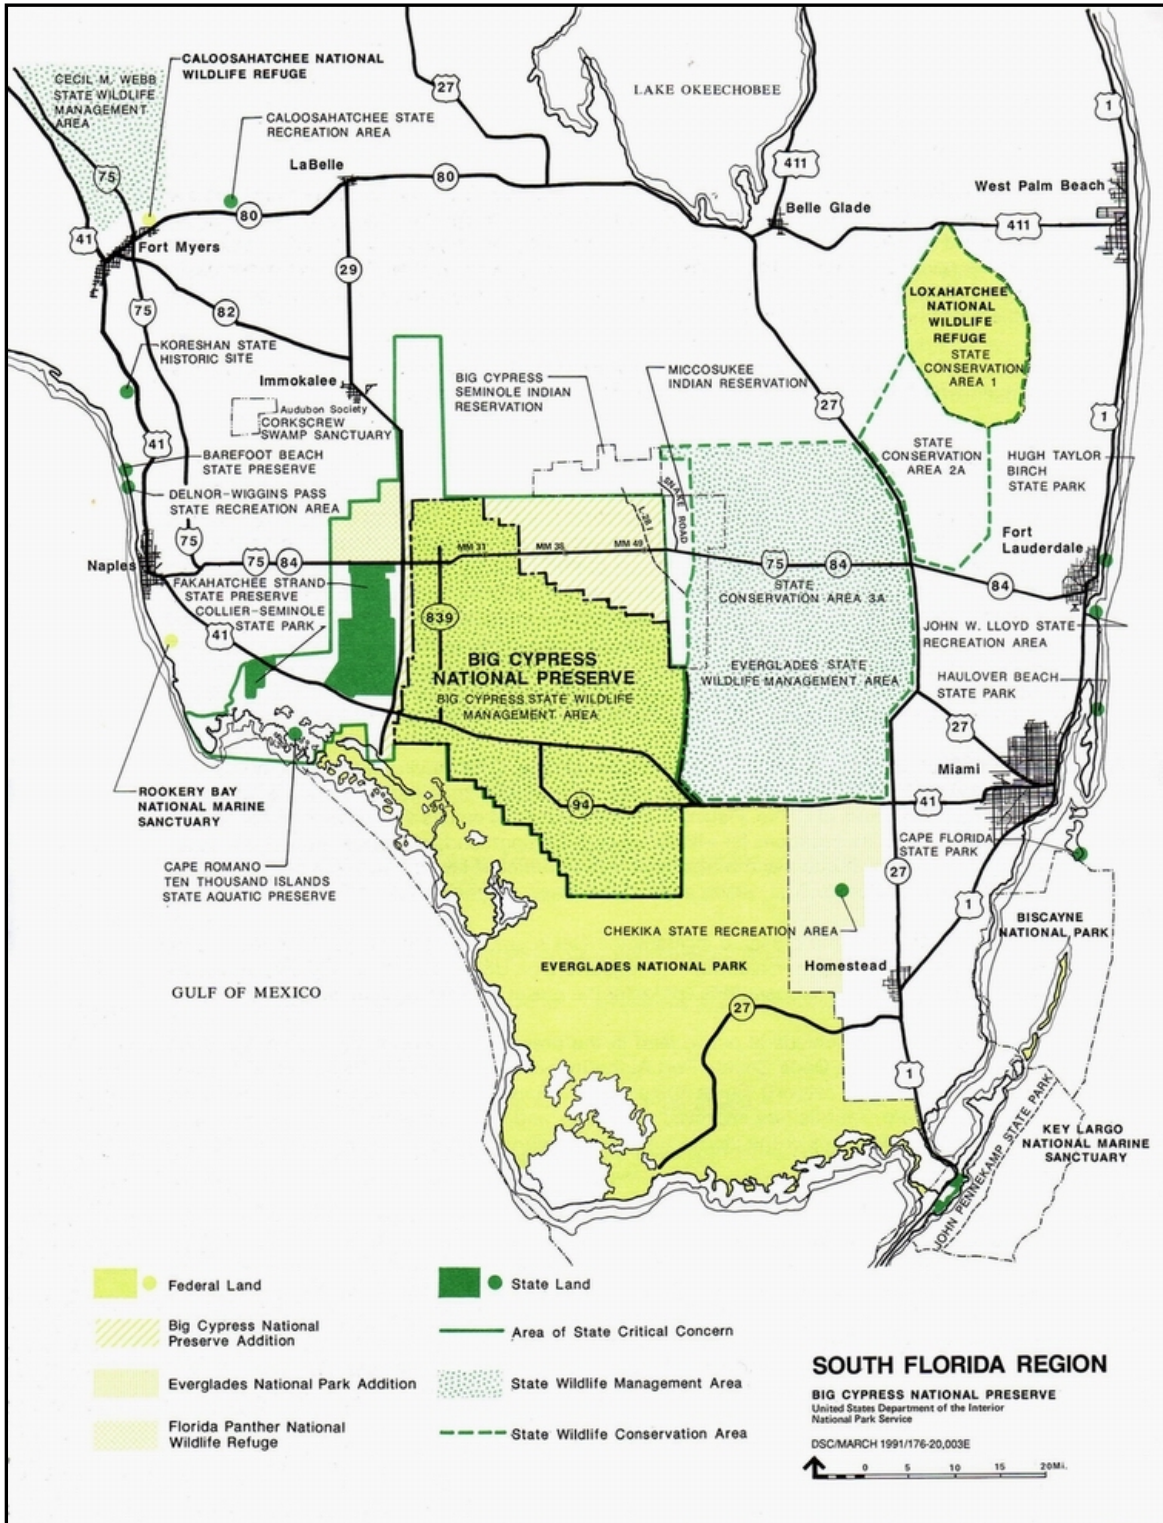 CALOOSAHATCHEE NATIONAL
WILDLIFE REFUGE
CECIL M. WEBB
STATE WILDLIFE
MANAGEMENT
AREA
27
LAKE OKEECHOBEE
1
CALOOSAHATCHEE STATE
RECREATION AREA
75
LaBelle
80
411
West Palm Beach
Belle Glade
80
41
Fort Myers
411
29
75
82
LOXAHATCHEE
NATIONAL
WILDLIFE
REFUGE
STATE
CONSERVATION
AREA 1
KORESHAN STATE
HISTORIC SITE
Immokalee
BIG CYPRESS
SEMINOLE INDIAN
RESERVATION
MICCOSUKEE
INDIAN RESERVATION
27
1
Audubon Society
CORKSCREW
SWAMP SANCTUARY
41
BAREFOOT BEACH
STATE PRESERVE
STATE
CONSERVATION
AREA 2A
HUGH TAYLOR
BIRCH
STATE PARK
DELNOR-WIGGINS PASS
STATE RECREATION AREA
SNAKE ROAD
L-28 I
75
Fort
Lauderdale
MM 31
MM 38
MM 49
Naples
75
84
75
84
84
FAKAHATCHEE STRAND
STATE PRESERVE
STATE
CONSERVATION AREA 3A
COLLIER-SEMINOLE
STATE PARK
839
41
JOHN W. LLOYD STATE
RECREATION AREA
BIG CYPRESS
NATIONAL PRESERVE
BIG CYPRESS STATE WILDLIFE
MANAGEMENT AREA
EVERGLADES STATE
WILDLIFE MANAGEMENT AREA
HAULOVER BEACH
STATE PARK
27
Miami
ROOKERY BAY
NATIONAL MARINE
SANCTUARY
94
41
CAPE FLORIDA
STATE PARK
CAPE ROMANO
TEN THOUSAND ISLANDS
STATE AQUATIC PRESERVE
27
1
CHEKIKA STATE RECREATION AREA
BISCAYNE
NATIONAL PARK
EVERGLADES NATIONAL PARK
Homestead
GULF OF MEXICO
27
1
JOHN PENNEKAMP STATE PARK
KEY LARGO
NATIONAL MARINE
SANCTUARY
Federal Land
State Land
Big Cypress National
Preserve Addition
Area of State Critical Concern
Everglades National Park Addition
State Wildlife Management Area
Florida Panther National
Wildlife Refuge
State Wildlife Conservation Area
SOUTH FLORIDA REGION
BIG CYPRESS NATIONAL PRESERVE
United States Department of the Interior
National Park Service
DSC/MARCH 1991/176-20,003E
0 5 10 15 20Mi.